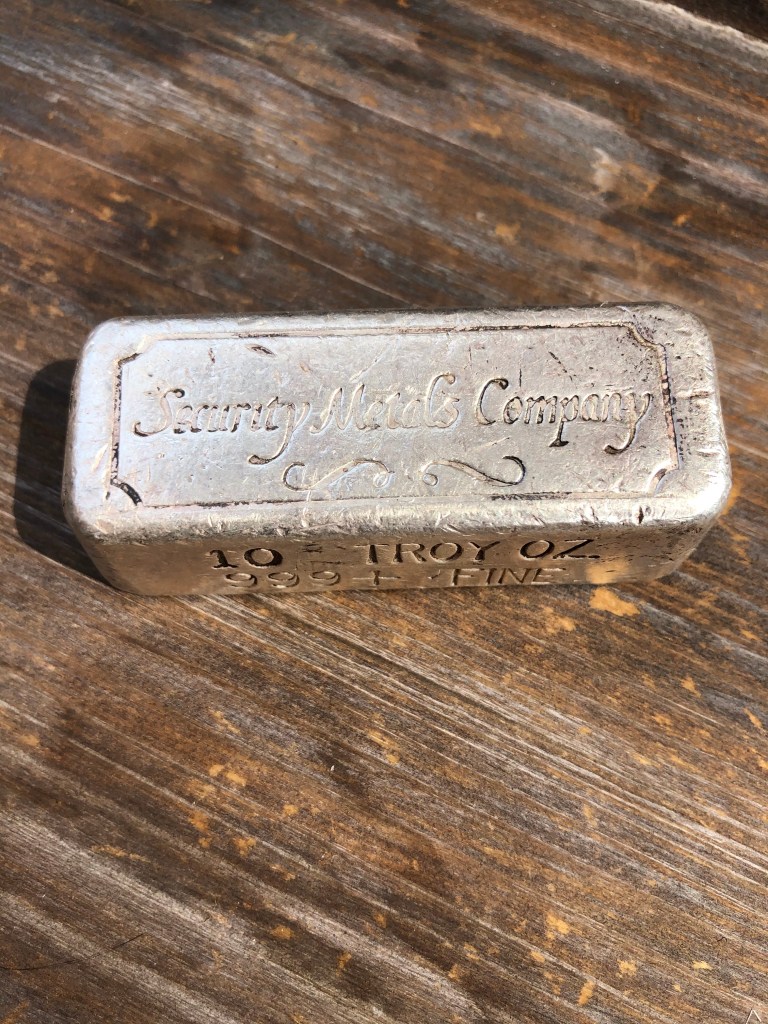 Security Metals Company
10 TROY OZ.
999+ FINE